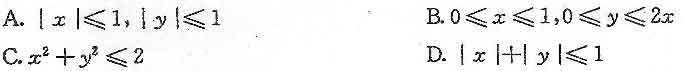 A. | x |⩽1, | y |⩽1 B. 0⩽x⩽1,0⩽y⩽2x
C. x²+y²⩽2 D. | x |+| y |⩽1